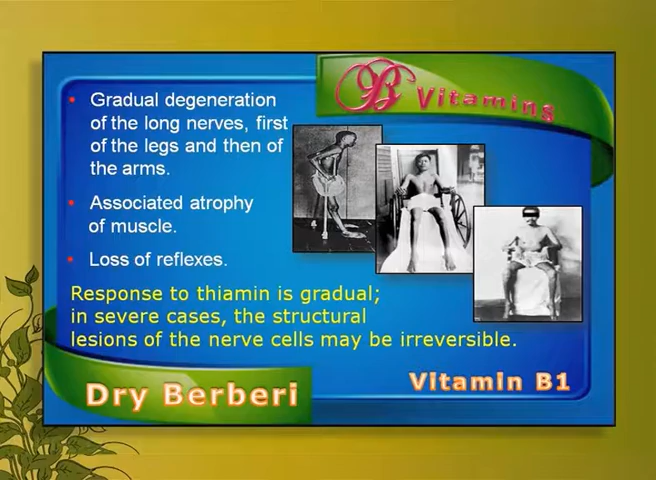 B Vitamins
• Gradual degeneration
of the long nerves, first
of the legs and then of
the arms.
• Associated atrophy
of muscle.
• Loss of reflexes.
Response to thiamin is gradual;
in severe cases, the structural
lesions of the nerve cells may be irreversible.
Dry Berberi
Vitamin B1